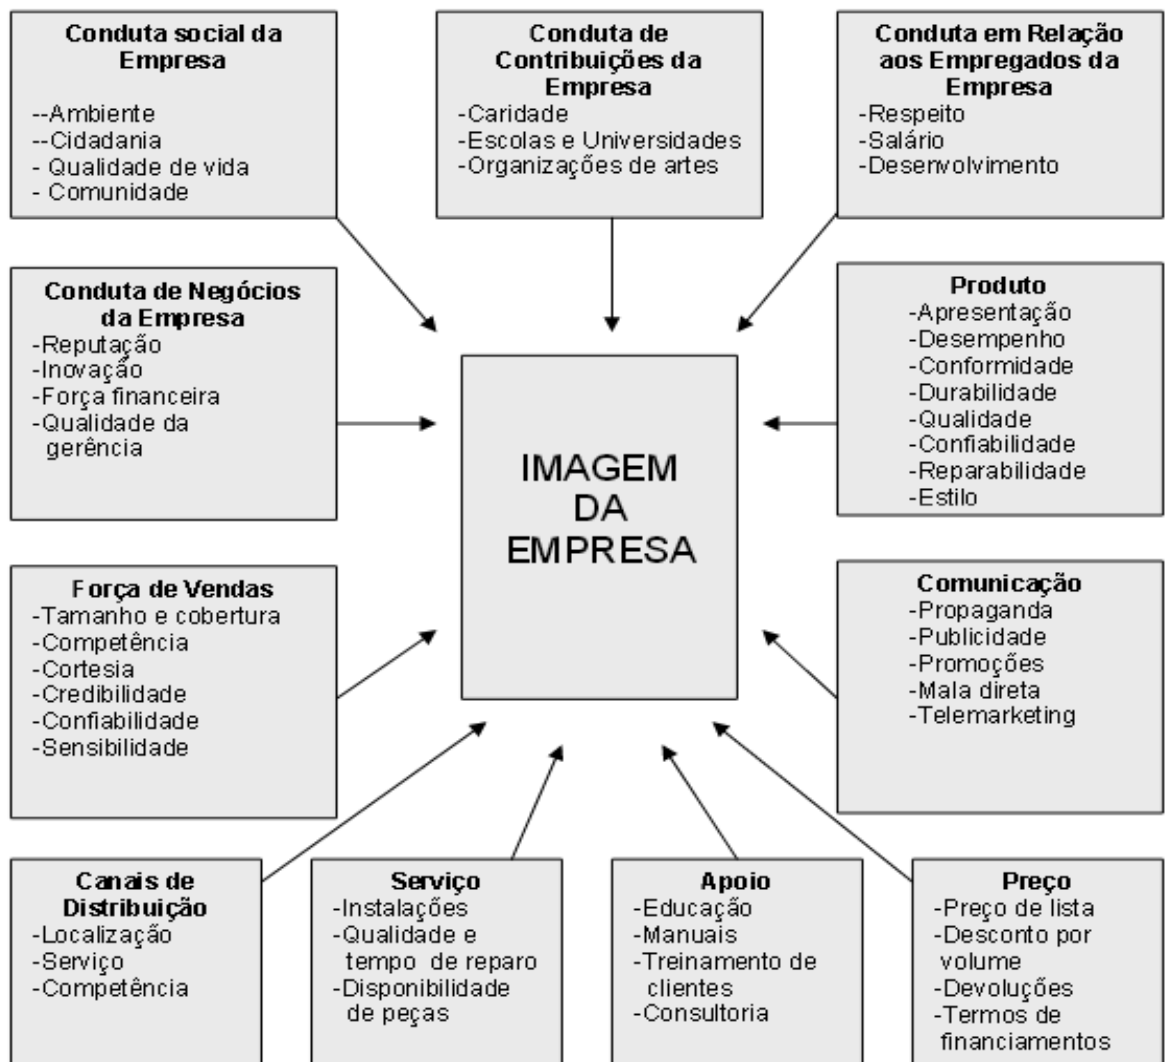 Conduta social da
Empresa
--Ambiente
--Cidadania
- Qualidade de vida
- Comunidade
Conduta de
Contribuições da
Empresa
-Caridade
-Escolas e Universidades
-Organizações de artes
Conduta em Relação
aos Empregados da
Empresa
-Respeito
-Salário
-Desenvolvimento
Conduta de Negócios
da Empresa
-Reputação
-Inovação
-Força financeira
-Qualidade da
gerência
IMAGEM
DA
EMPRESA
Produto
-Apresentação
-Desempenho
-Conformidade
-Durabilidade
-Qualidade
-Confiabilidade
-Reparabilidade
-Estilo
Força de Vendas
-Tamanho e cobertura
-Competência
-Cortesia
-Credibilidade
-Confiabilidade
-Sensibilidade
Comunicação
-Propaganda
-Publicidade
-Promoções
-Mala direta
-Telemarketing
Canais de
Distribuição
-Localização
-Serviço
-Competência
Serviço
-Instalações
-Qualidade e
tempo de reparo
-Disponibilidade
de peças
Apoio
-Educação
-Manuais
-Treinamento de
clientes
-Consultoria
Preço
-Preço de lista
-Desconto por
volume
-Devoluções
-Termos de
financiamentos